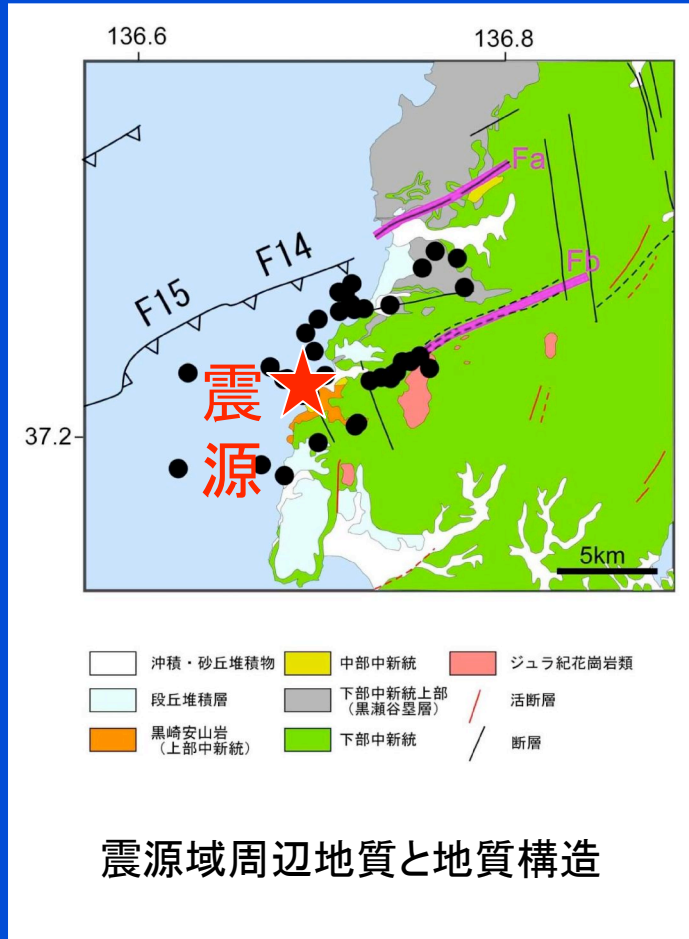 136.6
136.8
Fa
F14
Fb
F15
震
源
37.2
5km
沖積・砂丘堆積物
中部中新統
ジュラ紀花崗岩類
段丘堆積層
下部中新統上部
（黒瀬谷塁層）
活断層
黒崎安山岩
（上部中新統）
下部中新統
断層
震源域周辺地質と地質構造